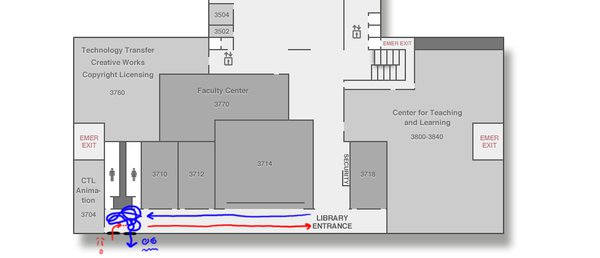 3504
3502
EMER EXIT
Technology Transfer
Creative Works
Copyright Licensing
3760
Faculty Center
3770
Center for Teaching
and Learning
3800-3840
EMER
EXIT
EMER
EXIT
CTL
Anima-
tion
3704
3710
3712
3714
SECURITY
3718
LIBRARY
ENTRANCE